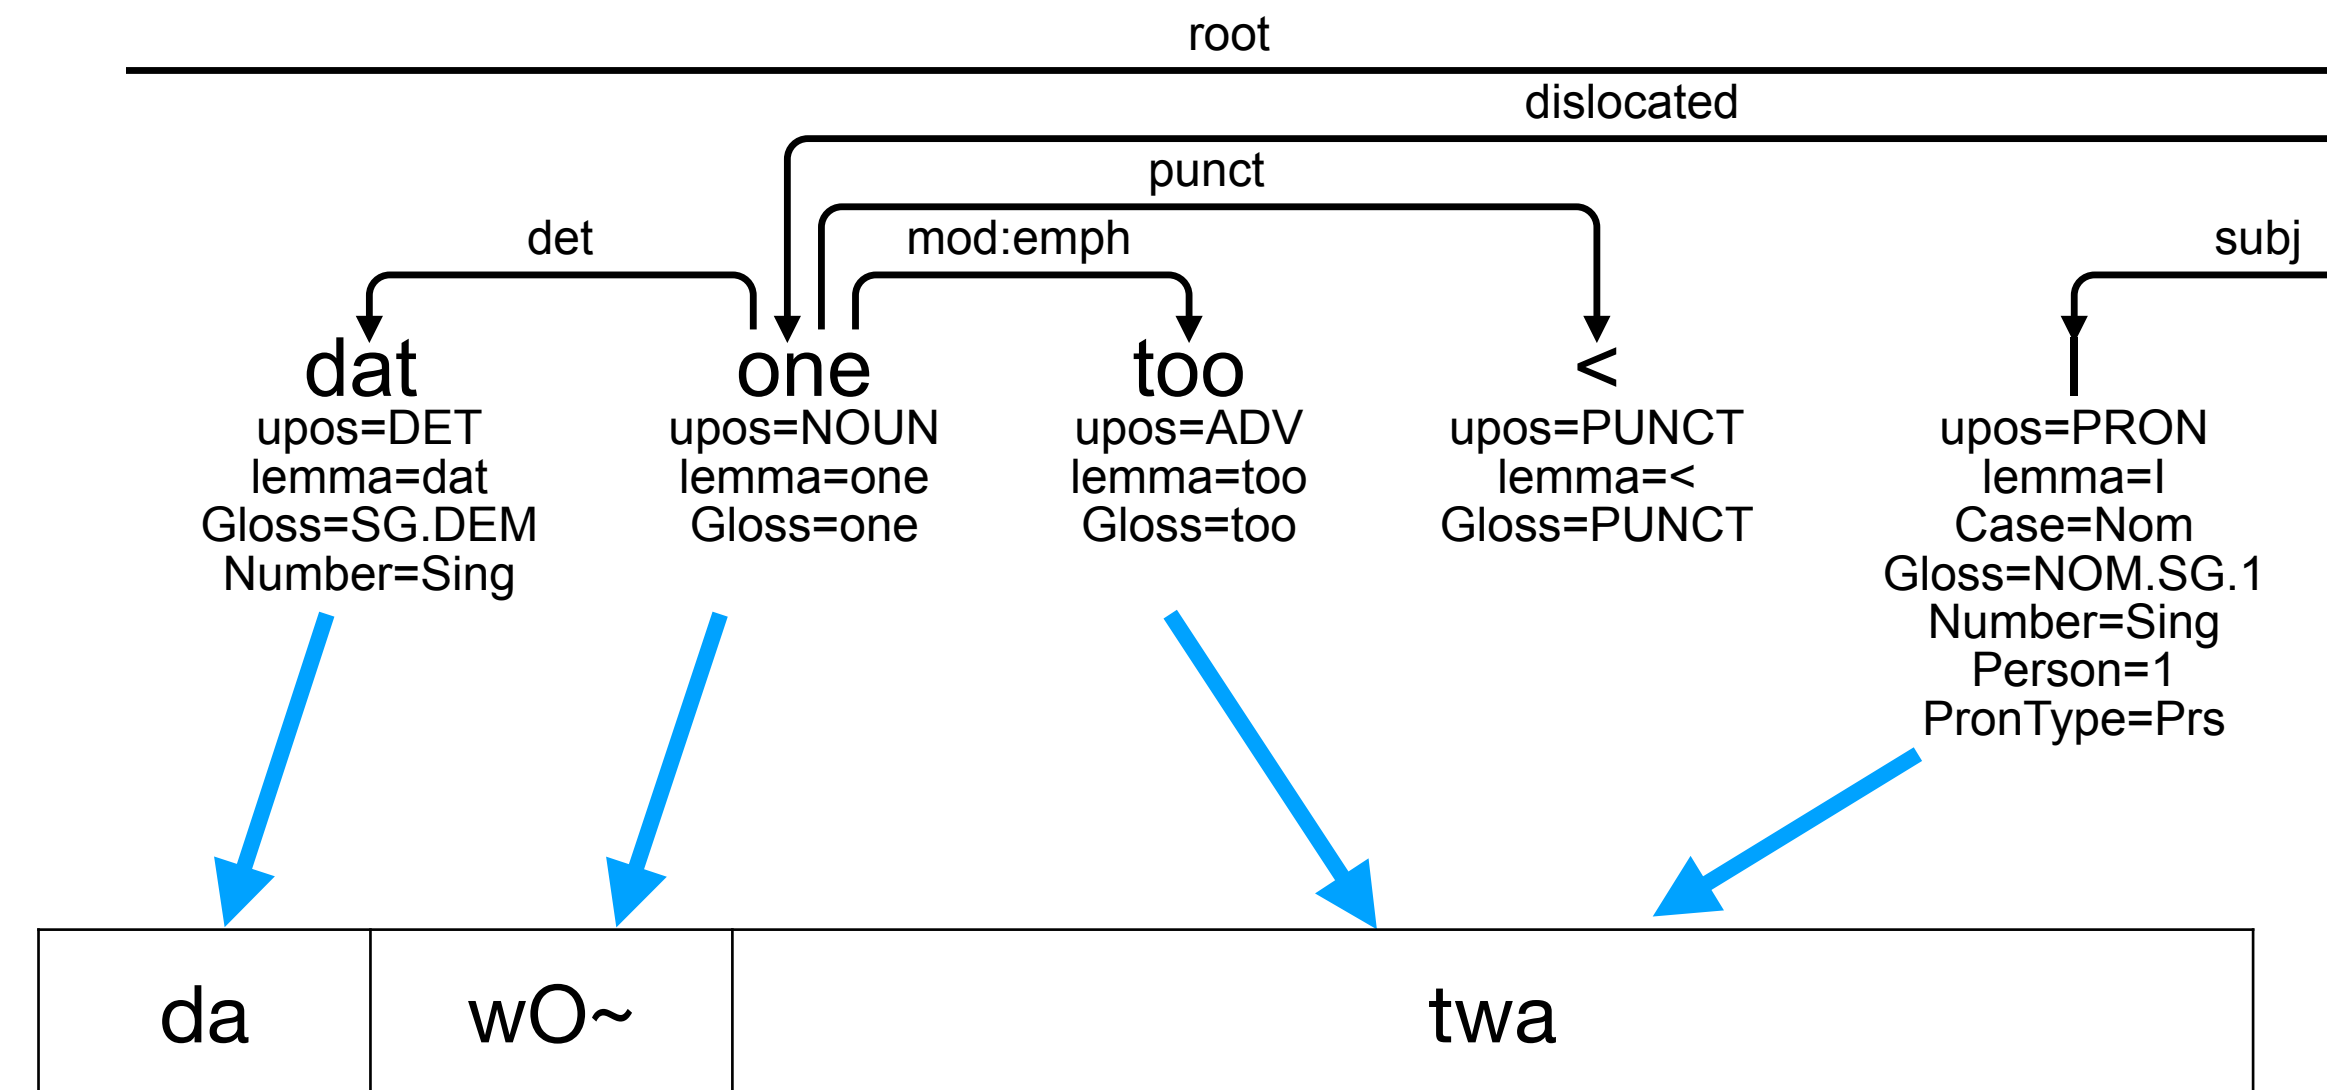 root
dislocated
punct
det mod:emph subj
dat one too < I
upos=DET upos=NOUN upos=ADV upos=PUNCT upos=PRON
lemma=dat lemma=one lemma=too lemma=< lemma=I
Gloss=SG.DEM Gloss=one Gloss=too Gloss=PUNCT Case=Nom
Number=Sing Gloss=NOM.SG.1
Number=Sing
Person=1
PronType=Prs
da wO~ twa